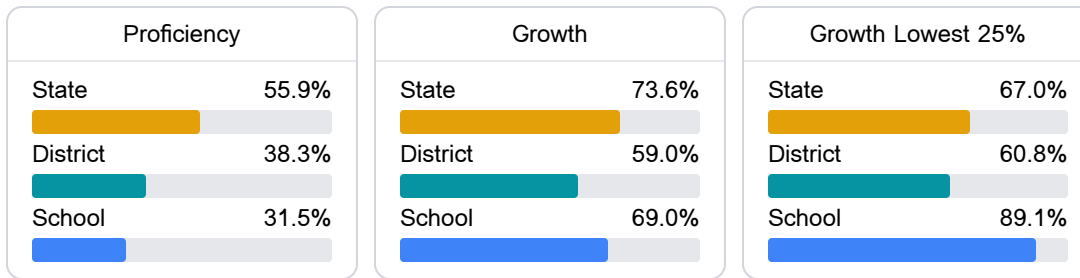 Proficiency
State 55.9%
District 38.3%
School 31.5%
Growth
State 73.6%
District 59.0%
School 69.0%
Growth Lowest 25%
State 67.0%
District 60.8%
School 89.1%